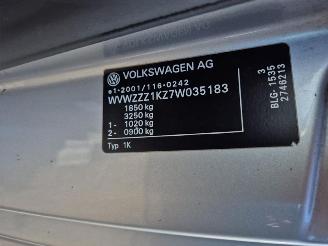 VOLKSWAGEN AG
e1-2001/116-0242
WVWZZZ1KZ7W035183
1850 kg
3250 kg
1- 1020 kg
2- 0900 kg
Typ 1K
3
BLG-1535
2746213